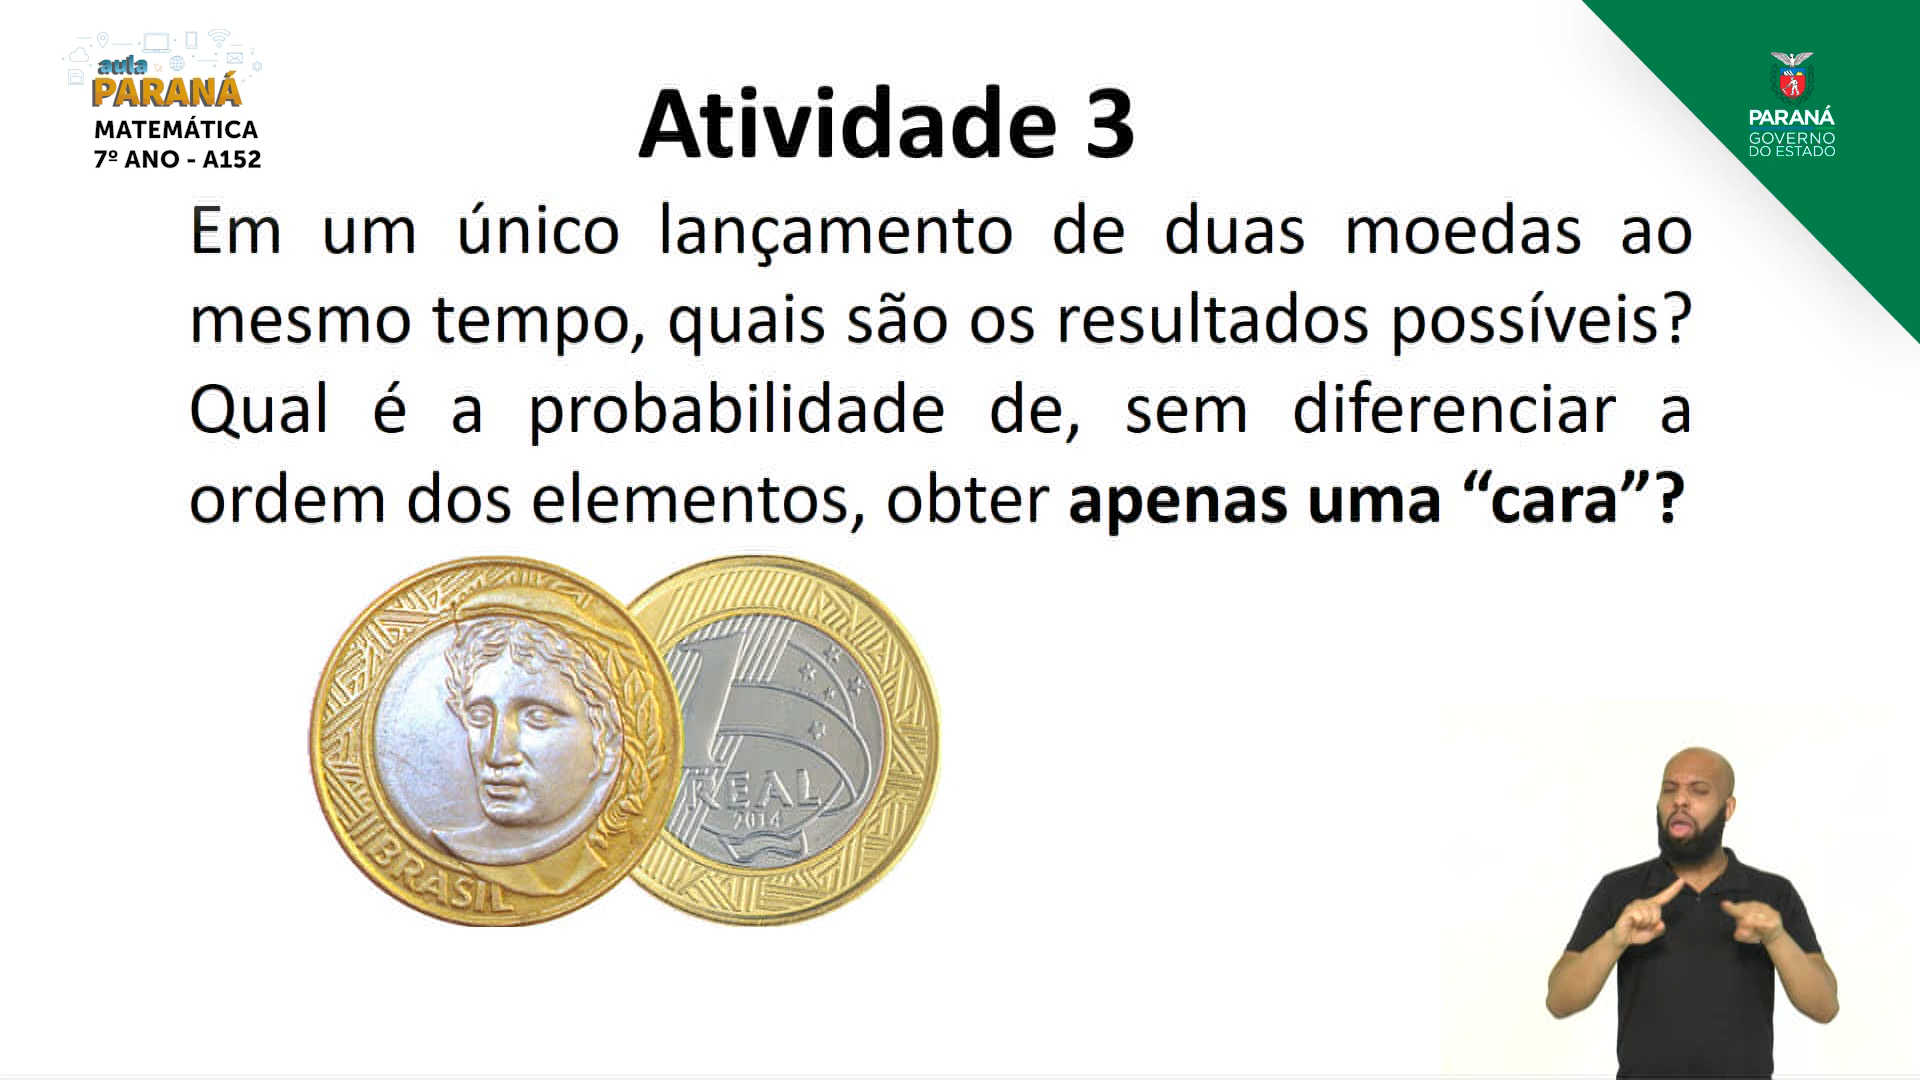 aula
PARANÁ
MATEMÁTICA
7º ANO - A152
Atividade 3
PARANÁ
GOVERNO
DO ESTADO
Em um único lançamento de duas moedas ao
mesmo tempo, quais são os resultados possíveis?
Qual é a probabilidade de, sem diferenciar a
ordem dos elementos, obter apenas uma “cara”?
BRASIL
1
REAL
2014